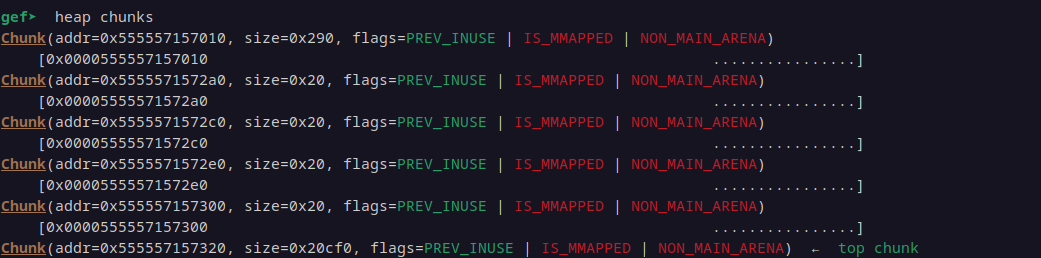 gef➤  heap chunks
Chunk(addr=0x555557157010, size=0x290, flags=PREV_INUSE | IS_MMAPPED | NON_MAIN_ARENA)
[0x0000555557157010 ................]
Chunk(addr=0x5555571572a0, size=0x20, flags=PREV_INUSE | IS_MMAPPED | NON_MAIN_ARENA)
[0x00005555571572a0 ................]
Chunk(addr=0x5555571572c0, size=0x20, flags=PREV_INUSE | IS_MMAPPED | NON_MAIN_ARENA)
[0x00005555571572c0 ................]
Chunk(addr=0x5555571572e0, size=0x20, flags=PREV_INUSE | IS_MMAPPED | NON_MAIN_ARENA)
[0x00005555571572e0 ................]
Chunk(addr=0x555557157300, size=0x20, flags=PREV_INUSE | IS_MMAPPED | NON_MAIN_ARENA)
[0x0000555557157300 ................]
Chunk(addr=0x555557157320, size=0x20cf0, flags=PREV_INUSE | IS_MMAPPED | NON_MAIN_ARENA)  ←  top chunk